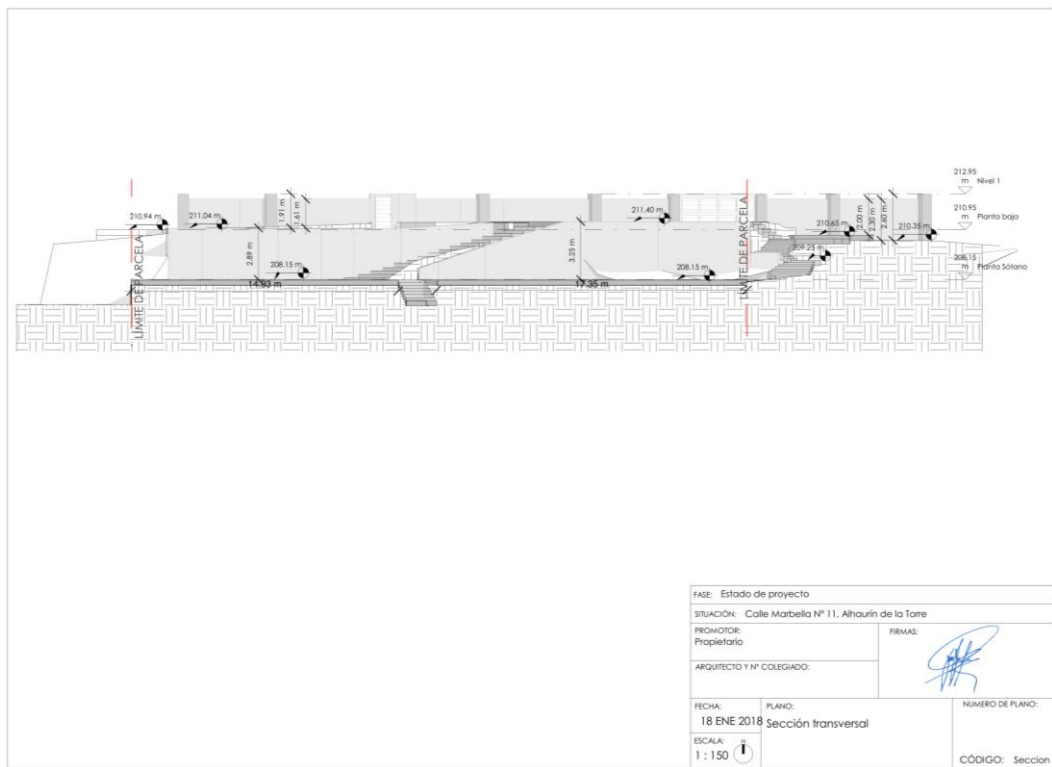 212.95
m Nivel 1
210.94 m
211.04 m
1.91 m
1.61 m
211.40 m
210.65 m
2.00 m
2.30 m
2.60 m
210.35 m
210.95
m Planta baja
2.89 m
3.25 m
209.25 m
208.15 m
208.15 m
208.15
m Planta Sótano
14.93 m
17.35 m
LÍMITE DE PARCELA
LÍMITE DE PARCELA
FASE: Estado de proyecto
SITUACIÓN: Calle Marbella Nº 11, Alhaurín de la Torre
PROMOTOR:
Propietario
FIRMAS:
ARQUITECTO Y Nº COLEGIADO:
FECHA:
18 ENE 2018
PLANO:
Sección transversal
NUMERO DE PLANO:
ESCALA:
1 : 150
N
CÓDIGO: Seccion